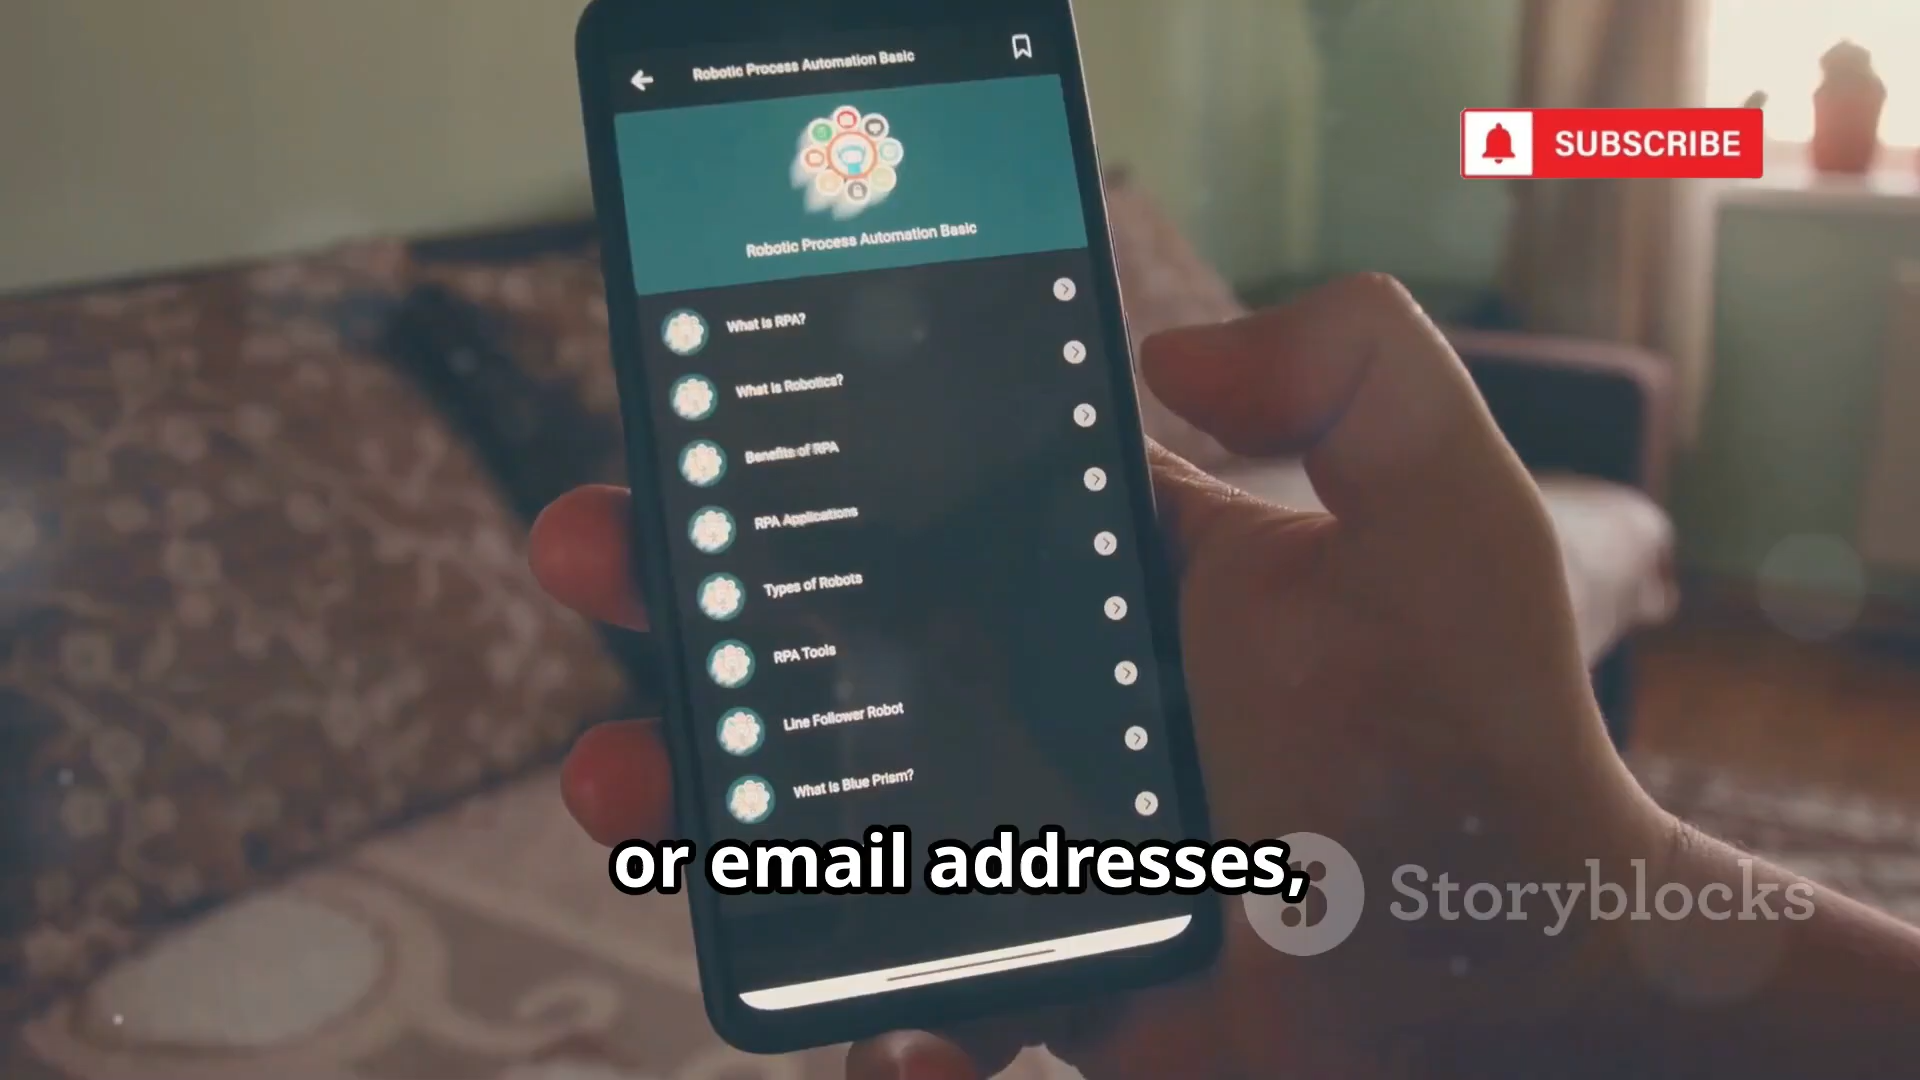 Robotic Process Automation Basic
SUBSCRIBE
Robotic Process Automation Basic
What is RPA?
What is Robotics?
Benefits of RPA
RPA Applications
Types of Robots
RPA Tools
Line Follower Robot
What is Blue Prism?
or email addresses,
Storyblocks